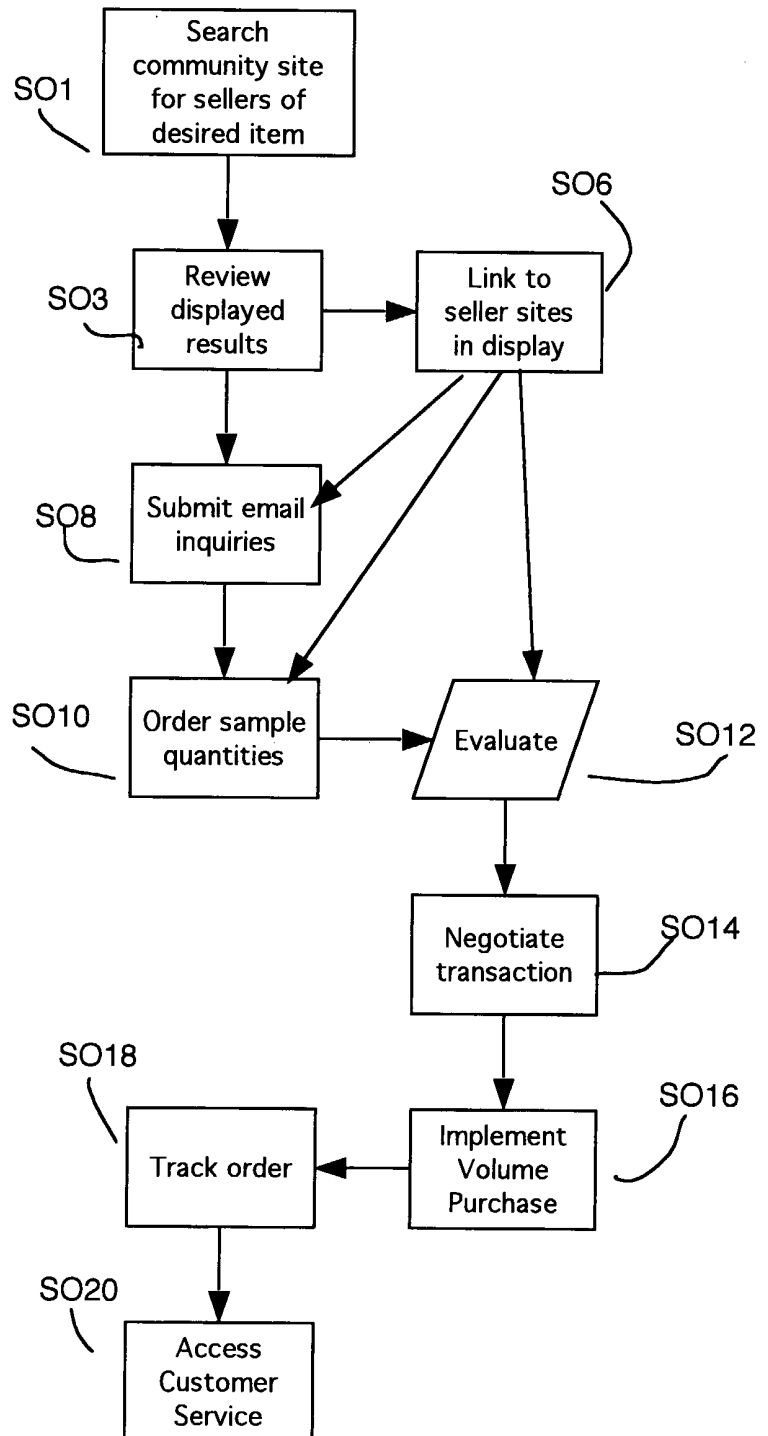 Search
community site
for sellers of
desired item
SO1
SO6
Review
displayed
results
SO3
Link to
seller sites
in display
Submit email
inquiries
SO8
SO10
Order sample
quantities
Evaluate
SO12
Negotiate
transaction
SO14
SO18
Track order
Implement
Volume
Purchase
SO16
SO20
Access
Customer
Service